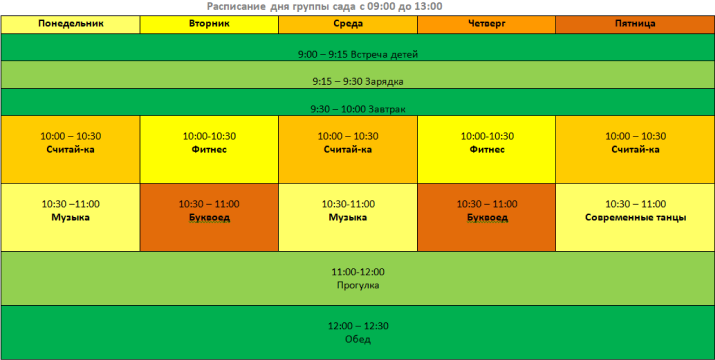 Расписание дня группы сада с 09:00 до 13:00
Понедельник Вторник Среда Четверг Пятница
9:00 – 9:15 Встреча детей
9:15 – 9:30 Зарядка
9:30 – 10:00 Завтрак
10:00 – 10:30 10:00-10:30 10:00 – 10:30 10:00-10:30 10:00 – 10:30
Считай-ка Фитнес Считай-ка Фитнес Считай-ка
10:30 –11:00 10:30 – 11:00 10:30-11:00 10:30 – 11:00 10:30 – 11:00
Музыка Буквоед Музыка Буквоед Современные танцы
11:00-12:00
Прогулка
12:00 – 12:30
Обед